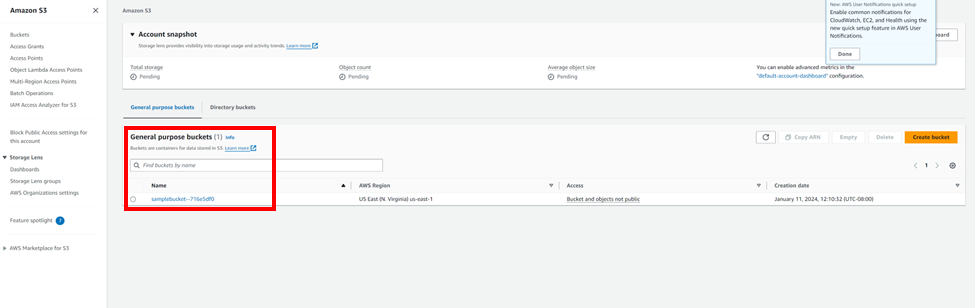 Amazon S3
Buckets
Access Grants
Access Points
Object Lambda Access Points
Multi-Region Access Points
Batch Operations
IAM Access Analyzer for S3
Block Public Access settings for
this account
Storage Lens
Dashboards
Storage Lens groups
AWS Organizations settings
Feature spotlight 7
AWS Marketplace for S3
Amazon S3
Account snapshot
Storage lens provides visibility into storage usage and activity trends. Learn more
Total storage
Pending
Object count
Pending
Average object size
Pending
You can enable advanced metrics in the
"default-account-dashboard" configuration.
New: AWS User Notifications quick setup
Enable common notifications for
CloudWatch, EC2, and Health using the
new quick setup feature in AWS User
Notifications.
Done
General purpose buckets Directory buckets
General purpose buckets (1) Info
Buckets are containers for data stored in S3. Learn more
Copy ARN Empty Delete Create bucket
Find buckets by name
1
Name AWS Region Access Creation date
samplebucket--716e5df0 US East (N. Virginia) us-east-1 Bucket and objects not public January 11, 2024, 12:10:52 (UTC-08:00)